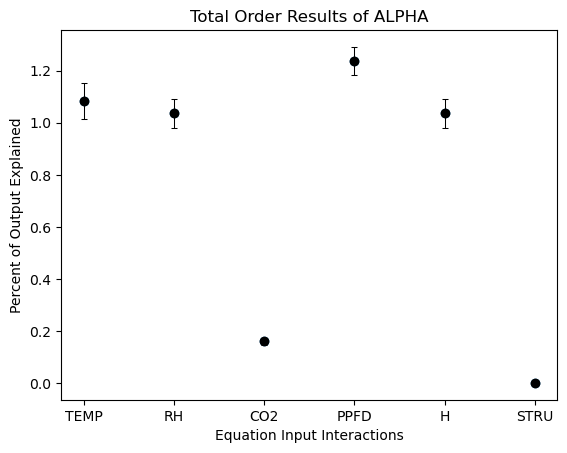 Total Order Results of ALPHA
Percent of Output Explained
1.2
1.0
0.8
0.6
0.4
0.2
0.0
TEMP RH CO2 PPFD H STRU
Equation Input Interactions